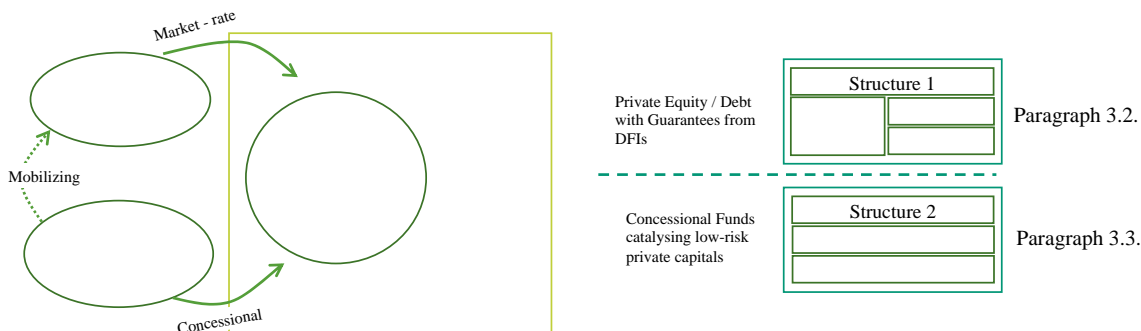 Market - rate
Mobilizing
Concessional
Private Equity / Debt
with Guarantees from
DFIs
Structure 1
Paragraph 3.2.
Concessional Funds
catalysing low-risk
private capitals
Structure 2
Paragraph 3.3.